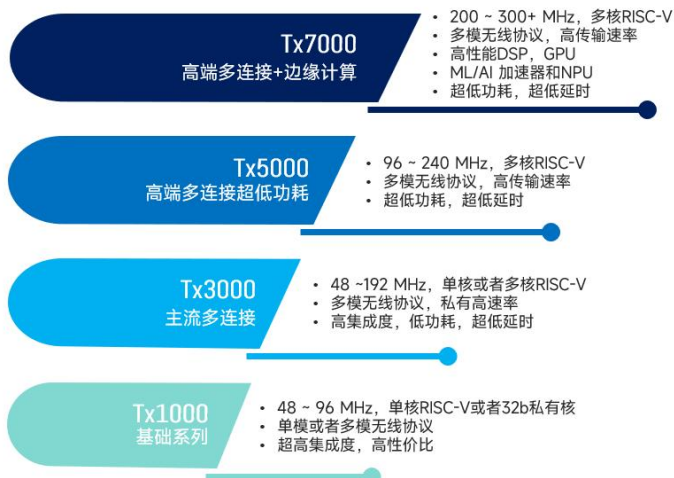 Tx7000
高端多连接+边缘计算
• 200 ~ 300+ MHz，多核RISC-V
• 多模无线协议，高传输速率
• 高性能DSP，GPU
• ML/AI 加速器和NPU
• 超低功耗，超低延时
Tx5000
高端多连接超低功耗
• 96 ~ 240 MHz，多核RISC-V
• 多模无线协议，高传输速率
• 超低功耗，超低延时
Tx3000
主流多连接
• 48 ~192 MHz，单核或者多核RISC-V
• 多模无线协议，私有高速率
• 高集成度，低功耗，超低延时
Tx1000
基础系列
• 48 ~ 96 MHz，单核RISC-V或者32b私有核
• 单模或者多模无线协议
• 超高集成度，高性价比